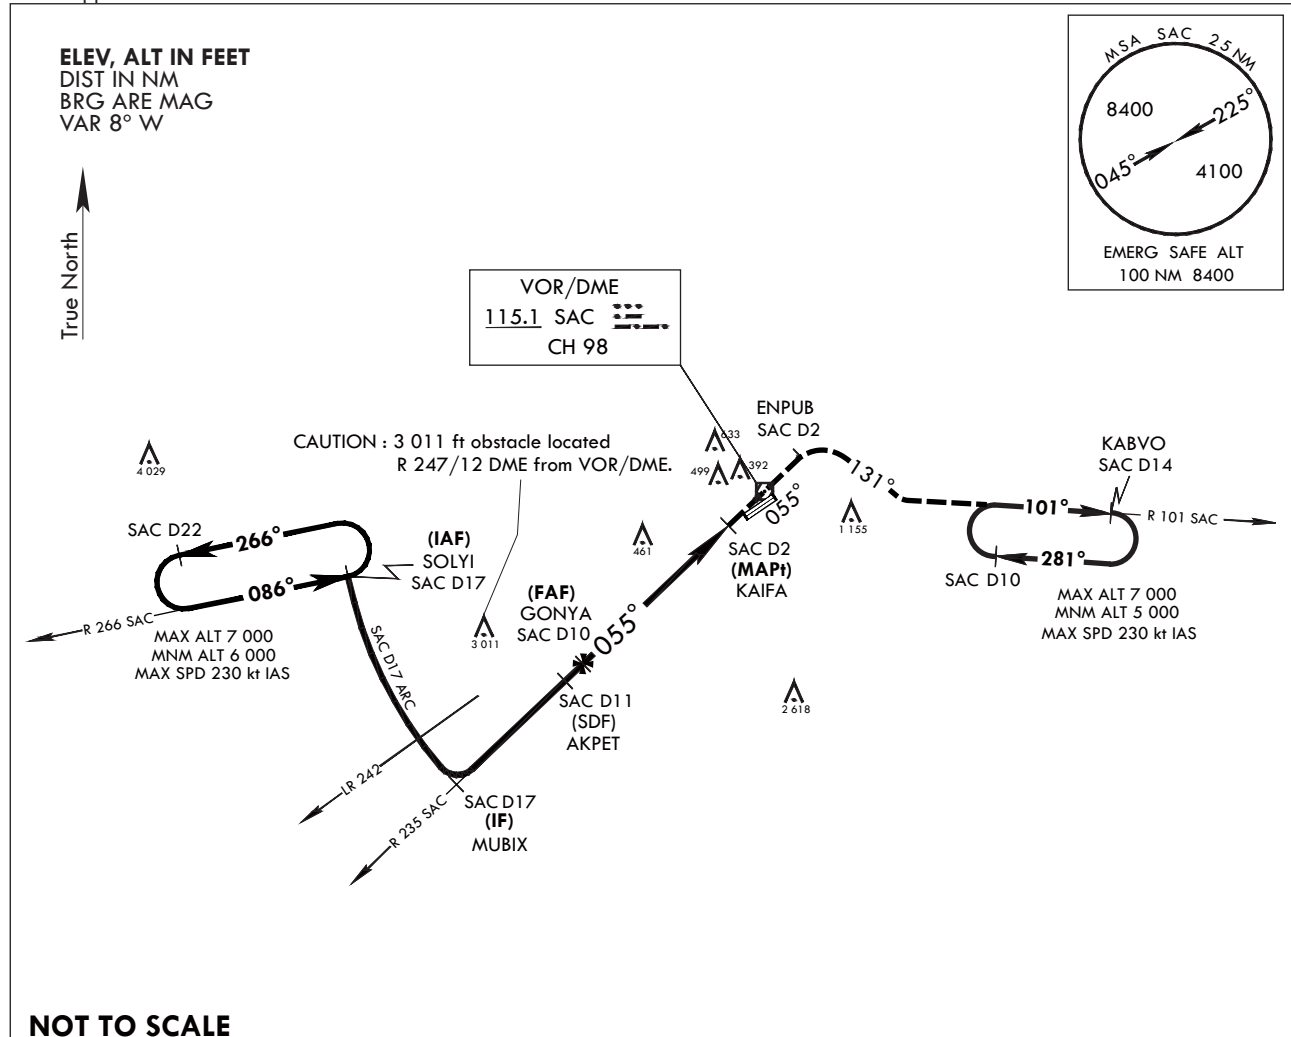 ELEV, ALT IN FEET
DIST IN NM
BRG ARE MAG
VAR 8° W
True North
MSA SAC 25 NM
8400
225°
045°
4100
EMERG SAFE ALT
100 NM 8400
VOR/DME
115.1 SAC
CH 98
CAUTION : 3 011 ft obstacle located
R 247/12 DME from VOR/DME.
4 029
633
499
392
ENPUB
SAC D2
131°
055°
KABVO
SAC D14
101°
R 101 SAC
281°
SAC D10
MAX ALT 7 000
MNM ALT 5 000
MAX SPD 230 kt IAS
1 155
461
SAC D2
(MAPt)
KAIFA
SAC D22
266°
086°
(IAF)
SOLYI
SAC D17
R 266 SAC
MAX ALT 7 000
MNM ALT 6 000
MAX SPD 230 kt IAS
SAC D17 ARC
3 011
(FAF)
GONYA
SAC D10
055°
SAC D11
(SDF)
AKPET
2 618
LR 242
R 235 SAC
SAC D17
(IF)
MUBIX
NOT TO SCALE